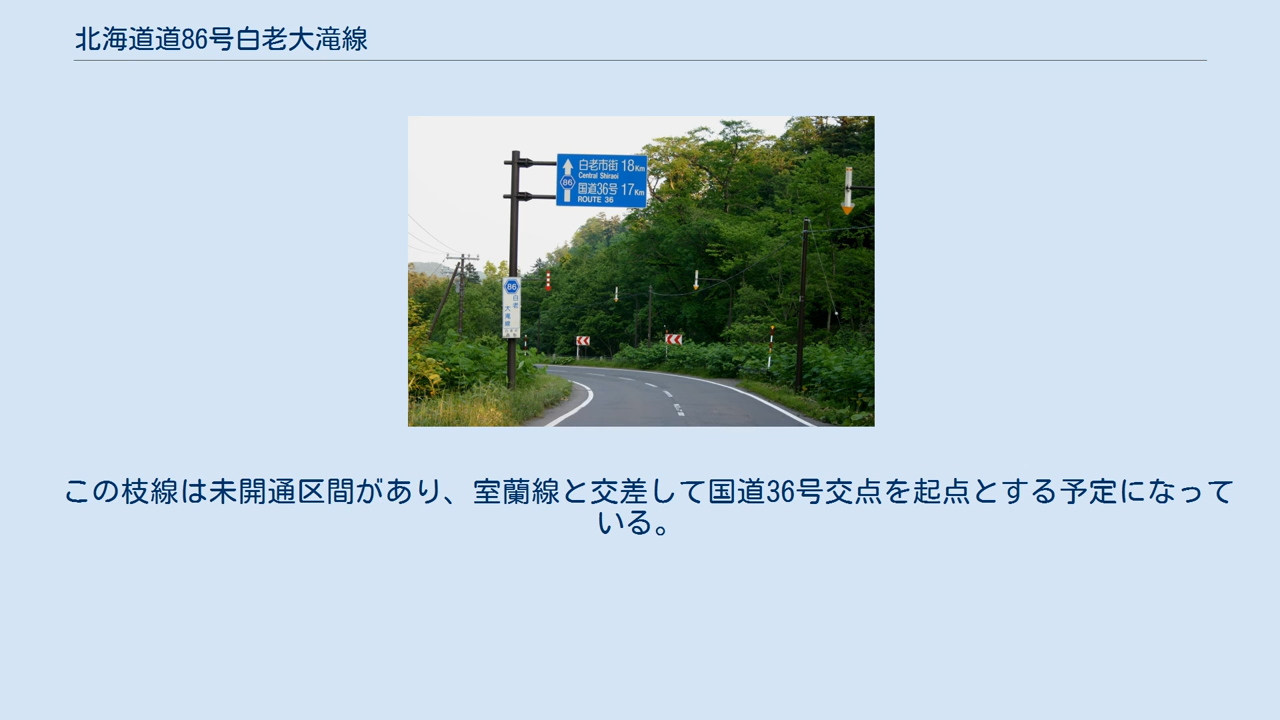 北海道道86号白老大滝線
白老市街 18Km
Central Shiraoi
86
国道36号 17Km
ROUTE 36
86
白老
大滝線
この枝線は未開通区間があり、室蘭線と交差して国道36号交点を起点とする予定になって
いる。